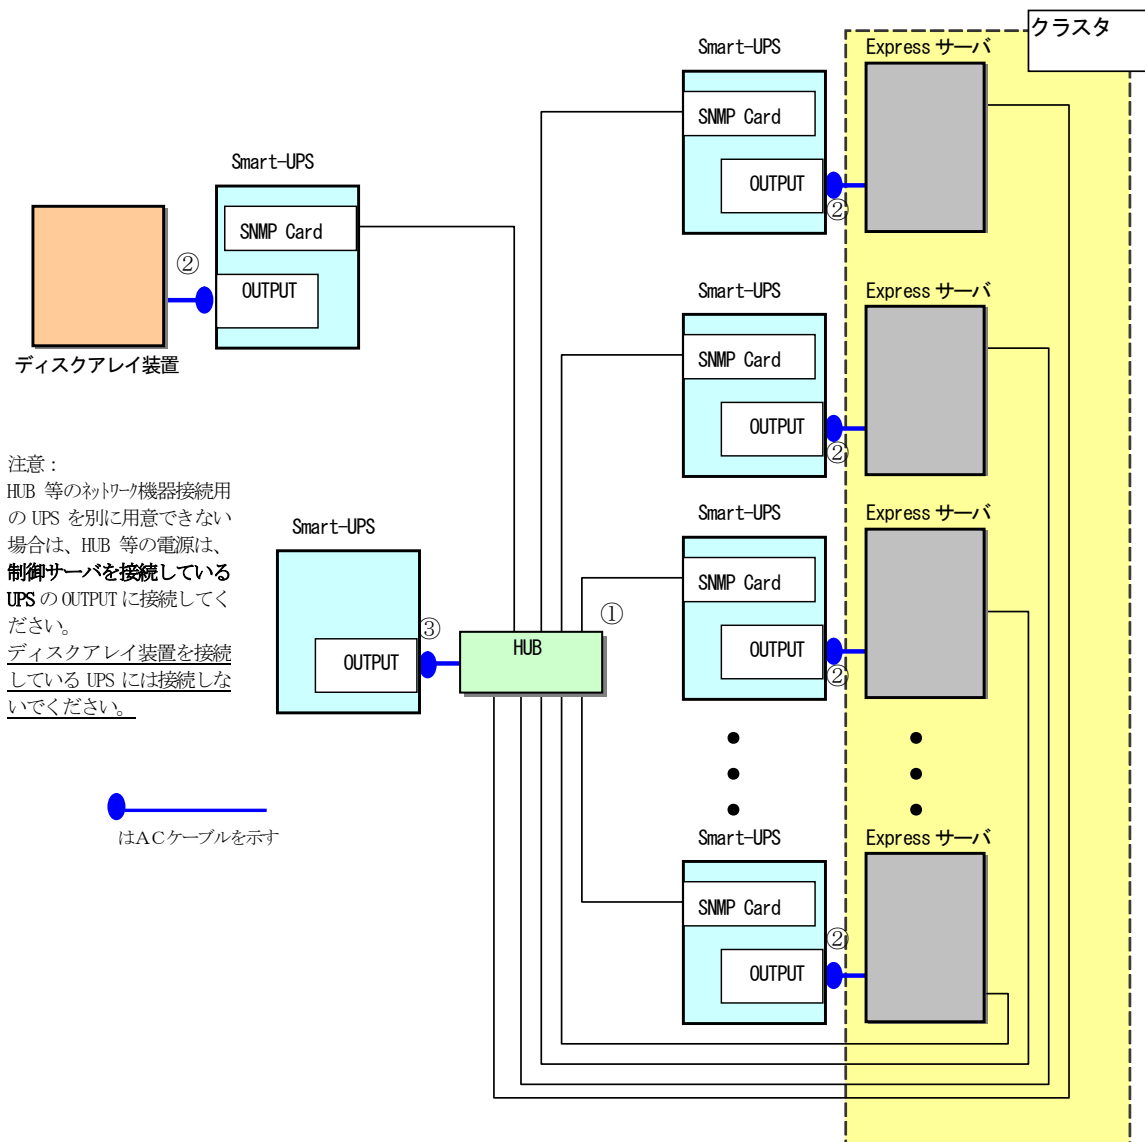 クラスタ
Smart-UPS
Express サーバ
SNMP Card
OUTPUT
②
Smart-UPS
SNMP Card
②
OUTPUT
ディスクアレイ装置
Smart-UPS
Express サーバ
SNMP Card
OUTPUT
②
注意：
HUB 等のﾈｯﾄﾜｰｸ機器接続用
の UPS を別に用意できない
場合は、HUB 等の電源は、
制御サーバを接続している
UPS の OUTPUT に接続してく
ださい。
ディスクアレイ装置を接続
している UPS には接続しな
いでください。
Smart-UPS
OUTPUT
③
HUB
①
Smart-UPS
Express サーバ
SNMP Card
OUTPUT
②
はＡＣケーブルを示す
Smart-UPS
Express サーバ
SNMP Card
②
OUTPUT